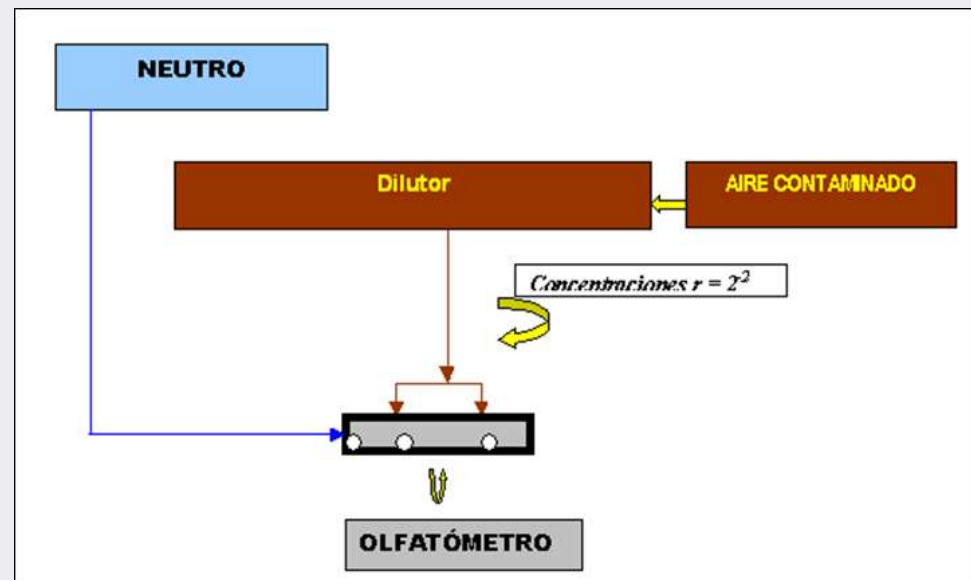 NEUTRO
Dilutor
AIRE CONTAMINADO
Concentraciones r = 2⁻²
OLFATÓMETRO